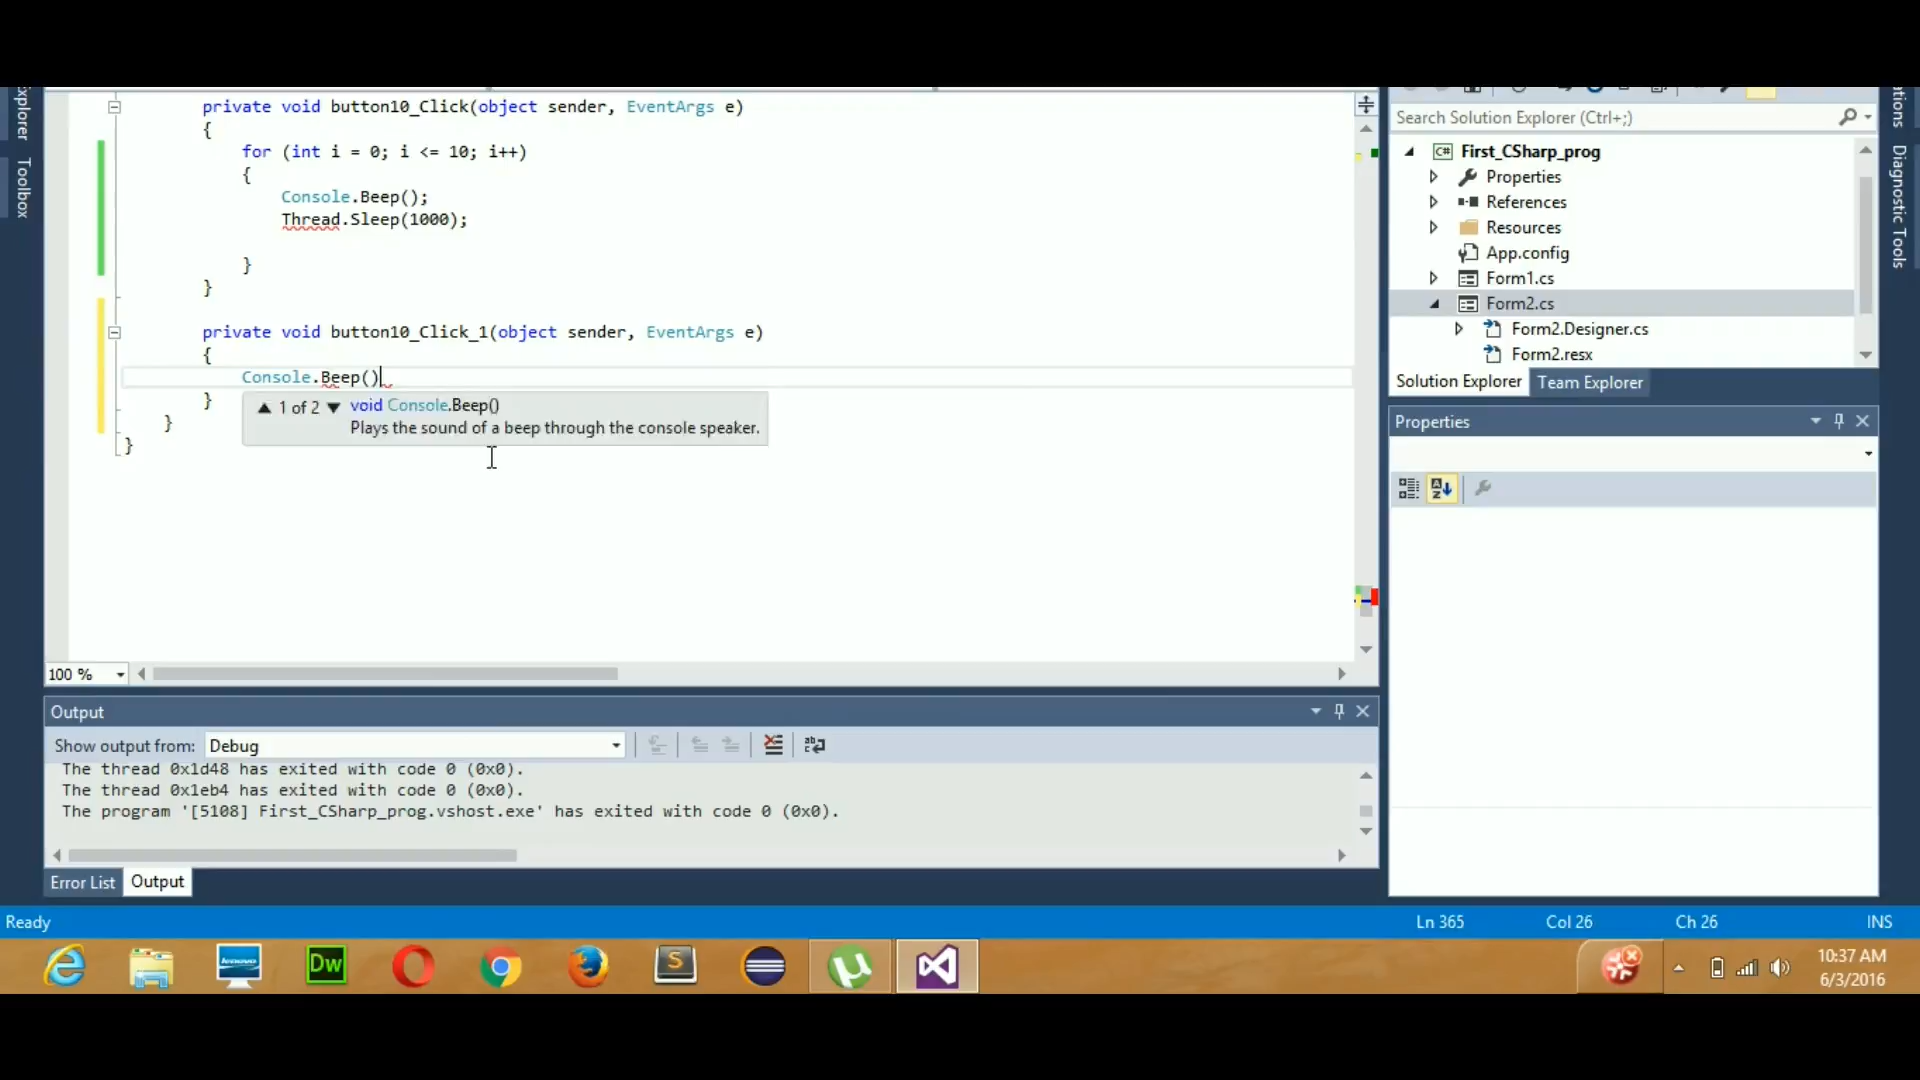 private void button10_Click(object sender, EventArgs e)
{
for (int i = 0; i <= 10; i++)
{
Console.Beep();
Thread.Sleep(1000);
}
}
private void button10_Click_1(object sender, EventArgs e)
{
Console.Beep()
}
1 of 2 void Console.Beep()
Plays the sound of a beep through the console speaker.
}
}
100 %
Toolbox
Output
Show output from: Debug
The thread 0x1d48 has exited with code 0 (0x0).
The thread 0x1eb4 has exited with code 0 (0x0).
The program '[5108] First_CSharp_prog.vshost.exe' has exited with code 0 (0x0).
Error List Output
Search Solution Explorer (Ctrl+;)
C# First_CSharp_prog
Properties
References
Resources
App.config
Form1.cs
Form2.cs
Form2.Designer.cs
Form2.resx
Solution Explorer Team Explorer
Properties
Diagnostic Tools
Ready Ln 365 Col 26 Ch 26 INS
lenovo
Dw
S
10:37 AM
6/3/2016